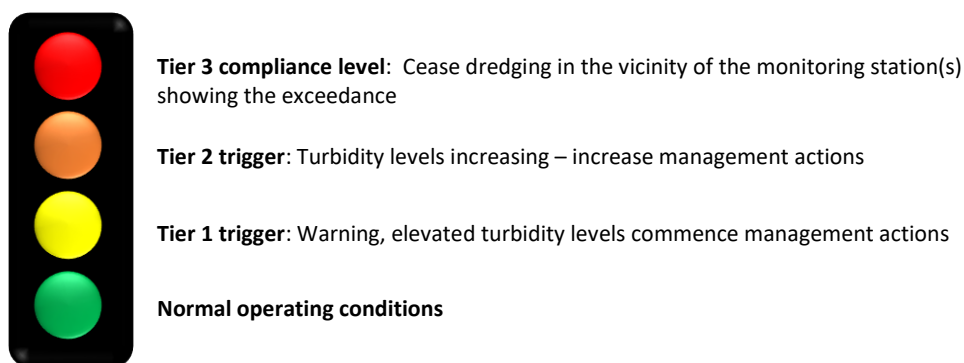 Tier 3 compliance level: Cease dredging in the vicinity of the monitoring station(s)
showing the exceedance
Tier 2 trigger: Turbidity levels increasing – increase management actions
Tier 1 trigger: Warning, elevated turbidity levels commence management actions
Normal operating conditions